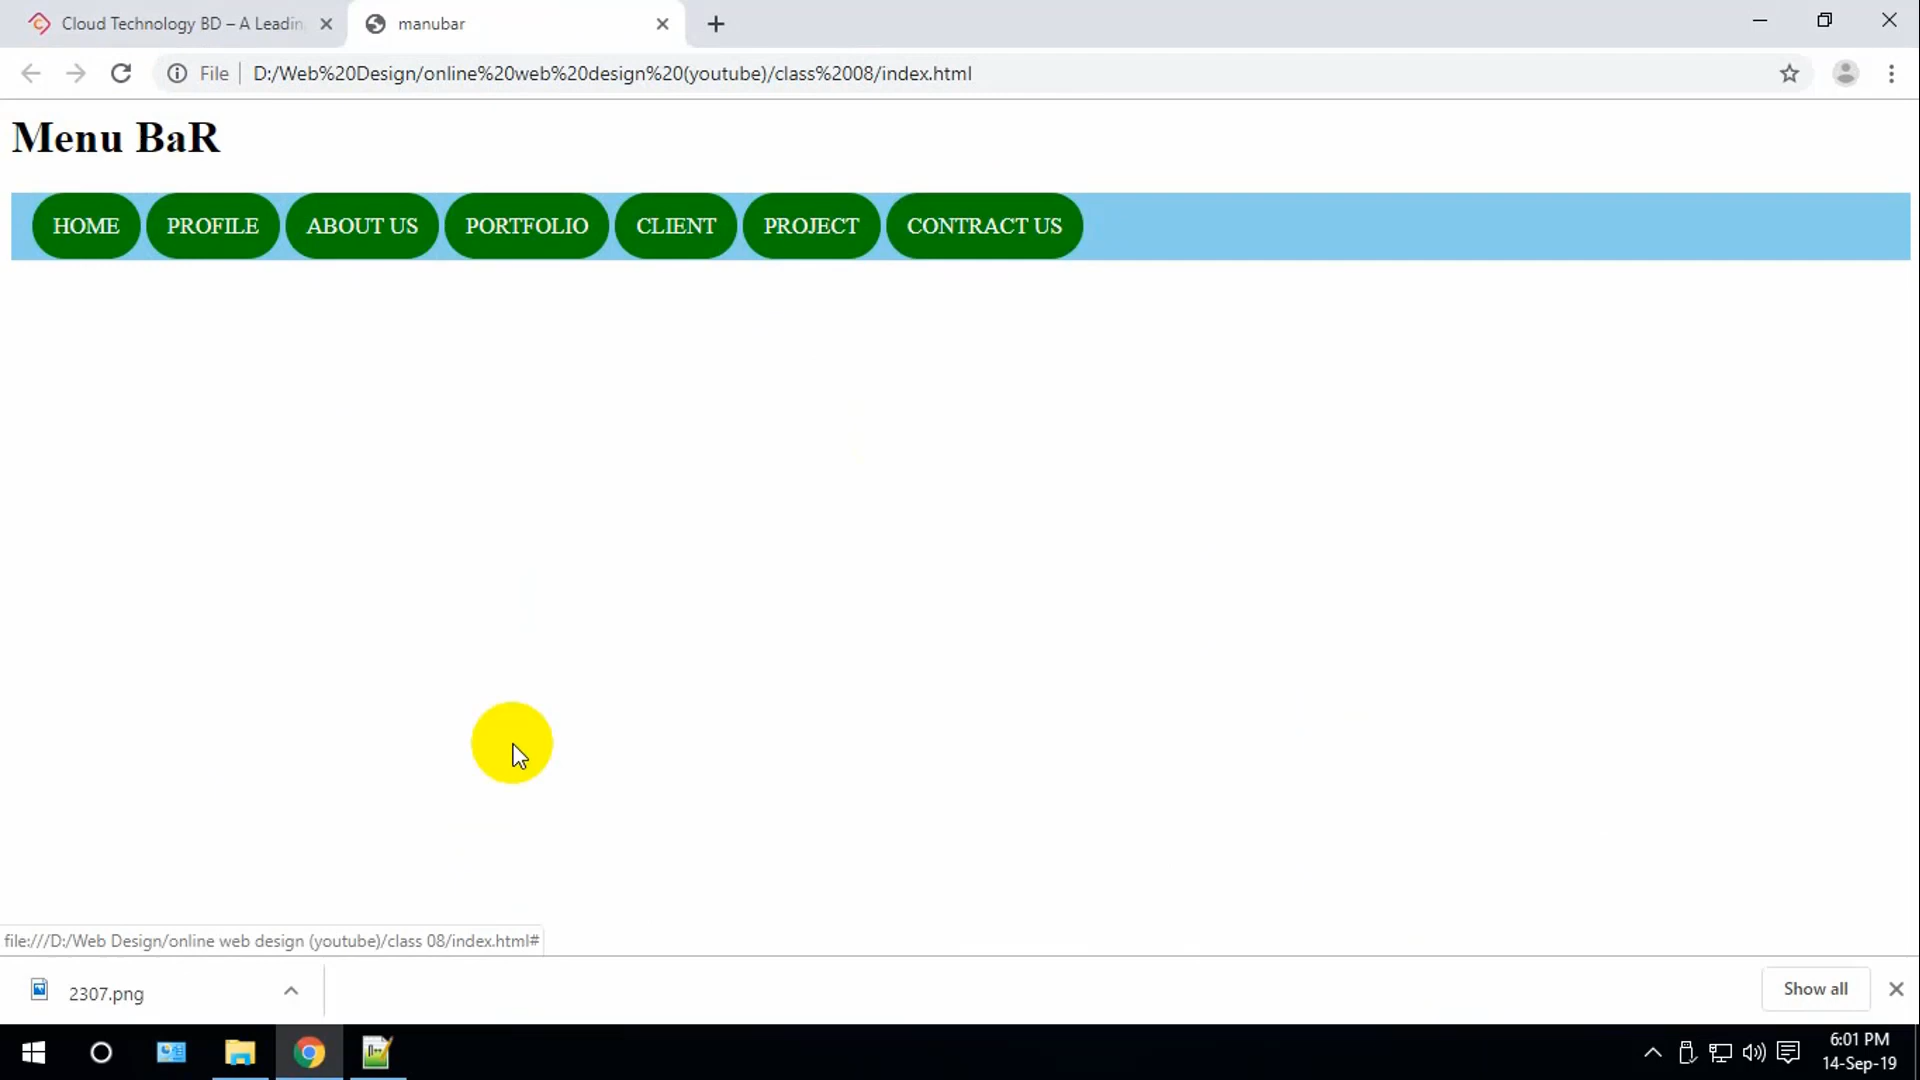 Cloud Technology BD – A Leadin
manubar
File
D:/Web%20Design/online%20web%20design%20(youtube)/class%2008/index.html
Menu BaR
HOME PROFILE ABOUT US PORTFOLIO CLIENT PROJECT CONTRACT US
file:///D:/Web Design/online web design (youtube)/class 08/index.html#
2307.png
Show all
6:01 PM
14-Sep-19